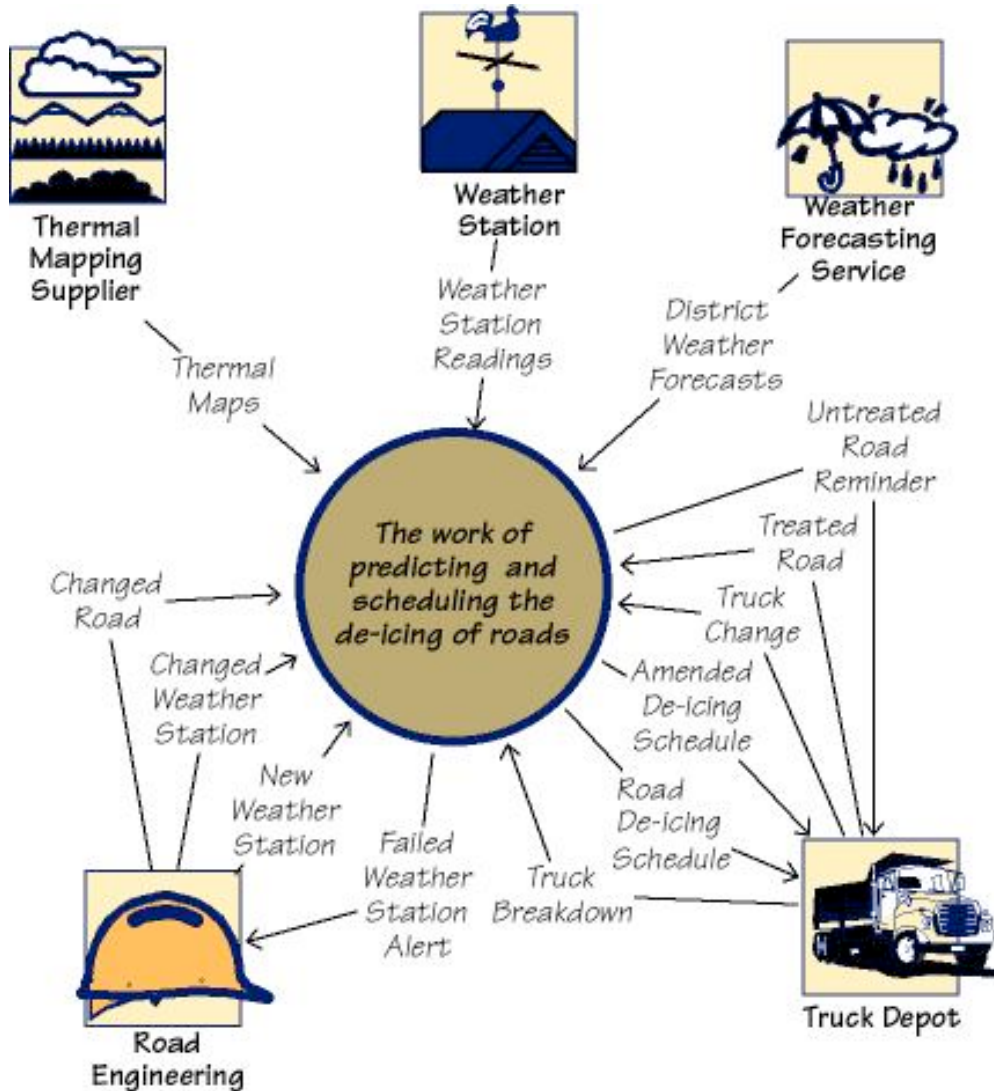 Thermal
Mapping
Supplier
Weather
Station
Weather
Forecasting
Service
Thermal
Maps
Weather
Station
Readings
District
Weather
Forecasts
Untreated
Road
Reminder
Treated
Road
Truck
Change
The work of
predicting and
scheduling the
de-icing of roads
Changed
Road
Changed
Weather
Station
New
Weather
Station
Failed
Weather
Station
Alert
Truck
Breakdown
Amended
De-icing
Schedule
Road
De-icing
Schedule
Road
Engineering
Truck Depot